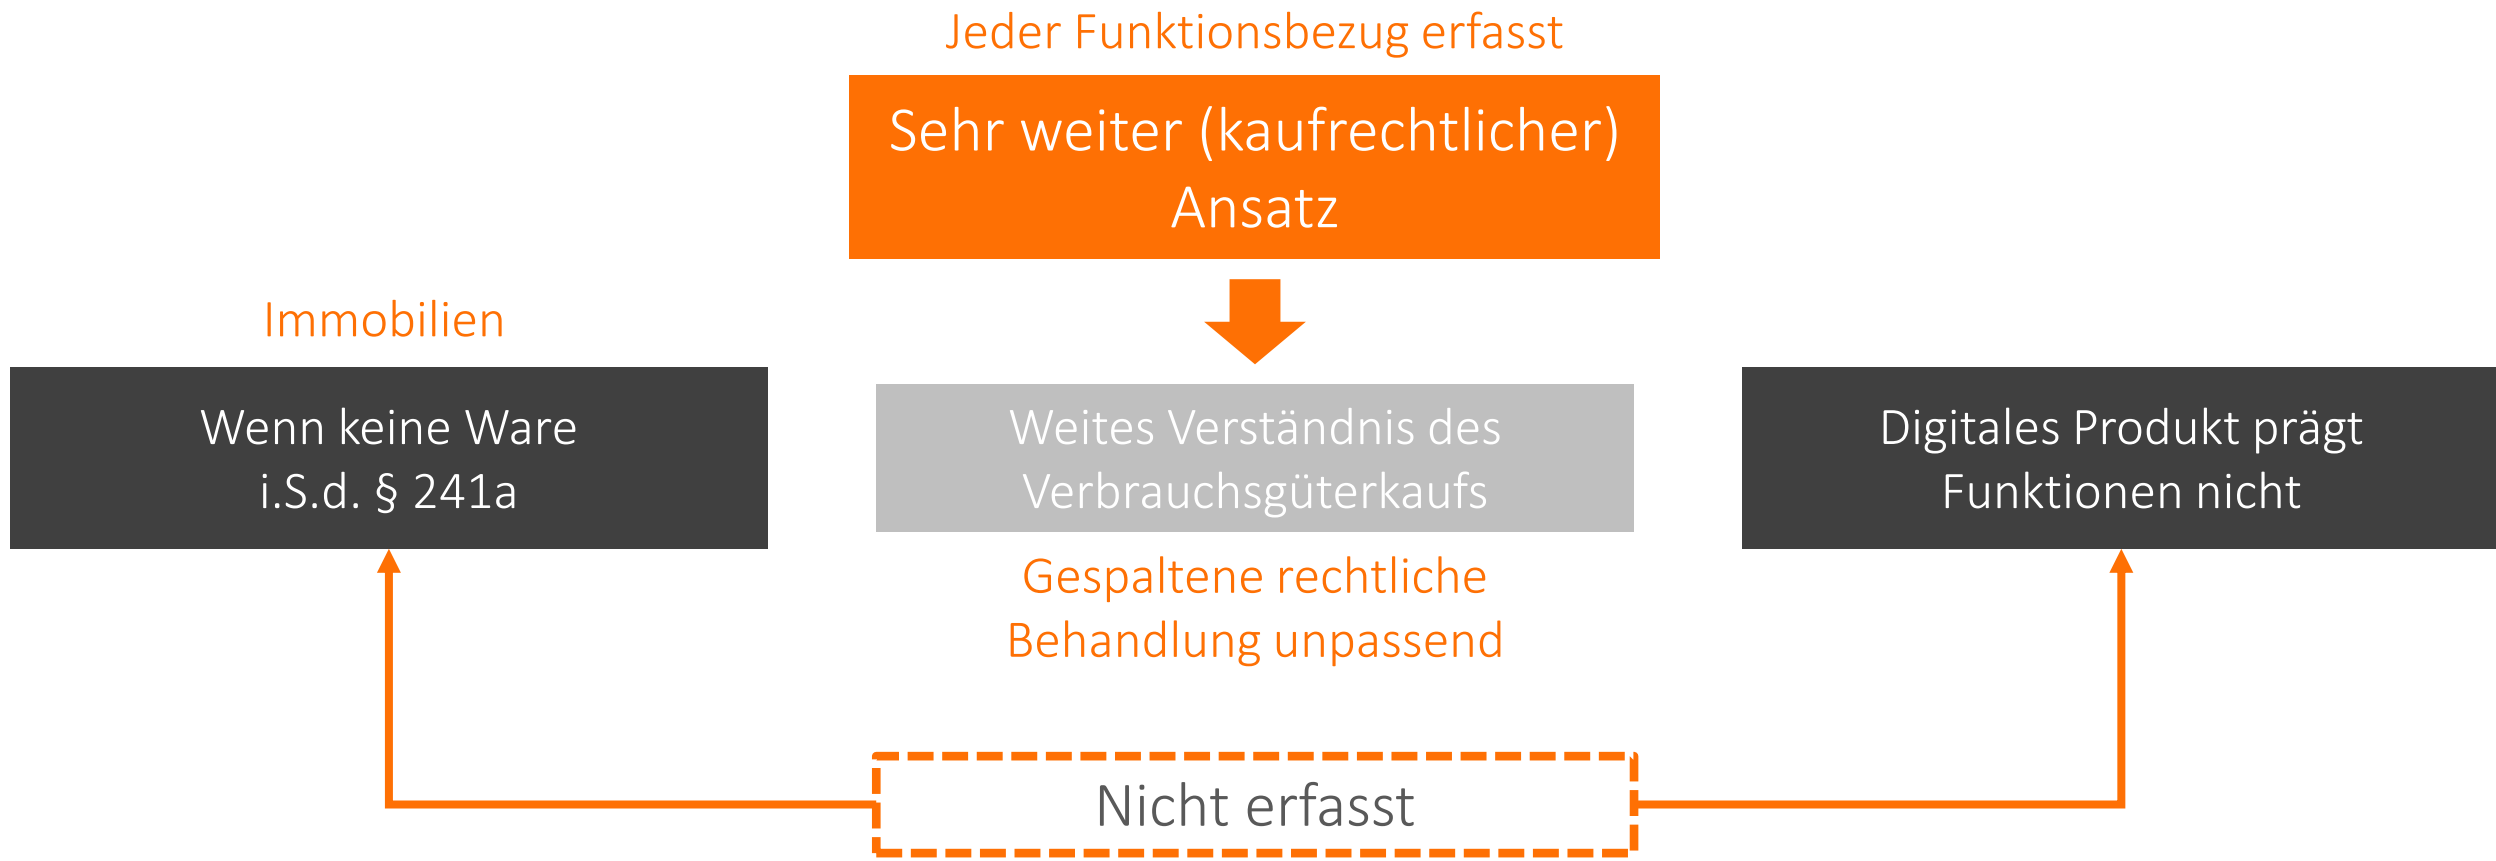 Jeder Funktionsbezug erfasst
Sehr weiter (kaufrechtlicher)
Ansatz
Immobilien
Wenn keine Ware
i.S.d. § 241a
Weites Verständnis des
Verbrauchsgüterkaufs
Digitales Produkt prägt
Funktionen nicht
Gespaltene rechtliche
Behandlung unpassend
Nicht erfasst